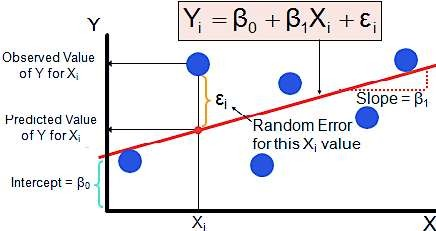 Y
Yᵢ = β₀ + β₁Xᵢ + εᵢ
Observed Value
of Y for Xᵢ
εᵢ
Slope = β₁
Predicted Value
of Y for Xᵢ
Random Error
for this Xᵢ value
Intercept = β₀
Xᵢ
X